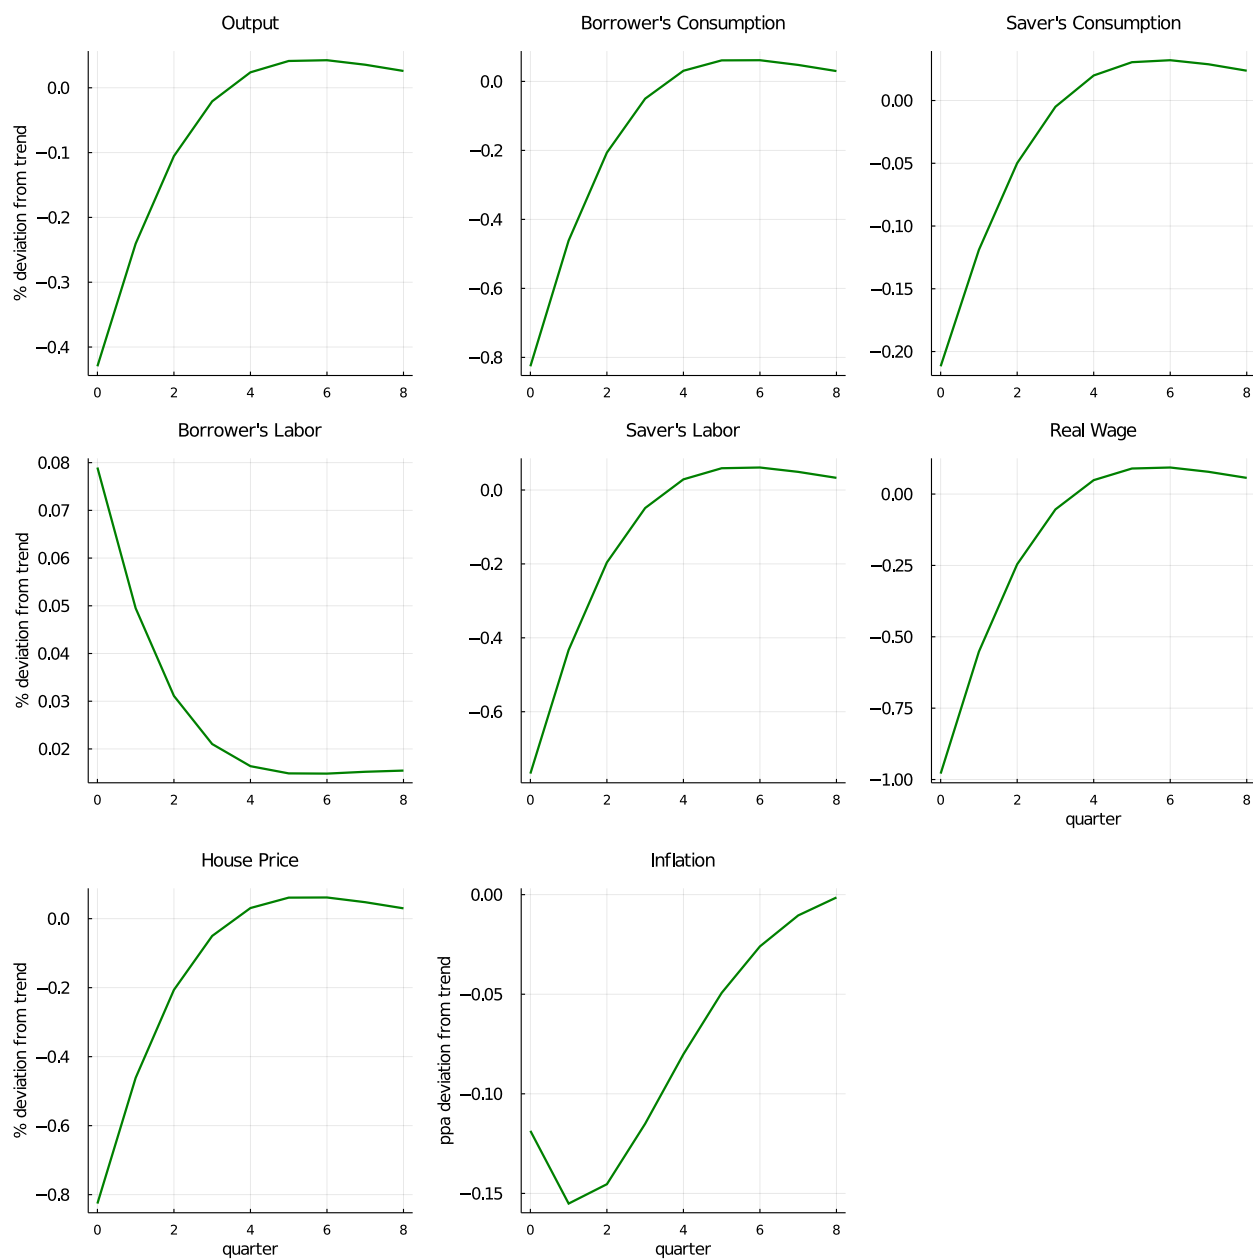 Output
Borrower's Consumption
Saver's Consumption
% deviation from trend
0.0
−0.1
−0.2
−0.3
−0.4
0 2 4 6 8
0.0
−0.2
−0.4
−0.6
−0.8
0 2 4 6 8
0.00
−0.05
−0.10
−0.15
−0.20
0 2 4 6 8
Borrower's Labor
Saver's Labor
Real Wage
% deviation from trend
0.08
0.07
0.06
0.05
0.04
0.03
0.02
0 2 4 6 8
0.0
−0.2
−0.4
−0.6
0 2 4 6 8
0.00
−0.25
−0.50
−0.75
−1.00
0 2 4 6 8
quarter
House Price
Inflation
% deviation from trend
0.0
−0.2
−0.4
−0.6
−0.8
0 2 4 6 8
quarter
ppa deviation from trend
0.00
−0.05
−0.10
−0.15
0 2 4 6 8
quarter